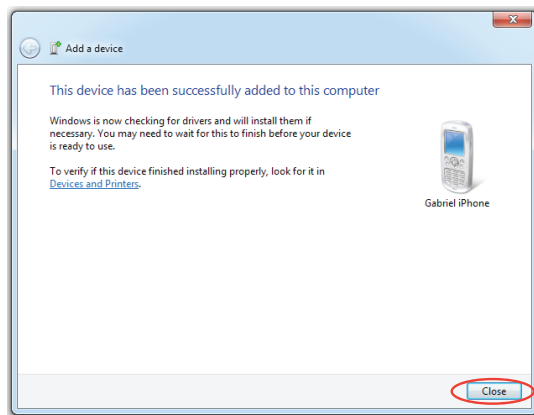 Add a device
This device has been successfully added to this computer
Windows is now checking for drivers and will install them if
necessary. You may need to wait for this to finish before your device
is ready to use.
To verify if this device finished installing properly, look for it in
Devices and Printers.
Gabriel iPhone
Close